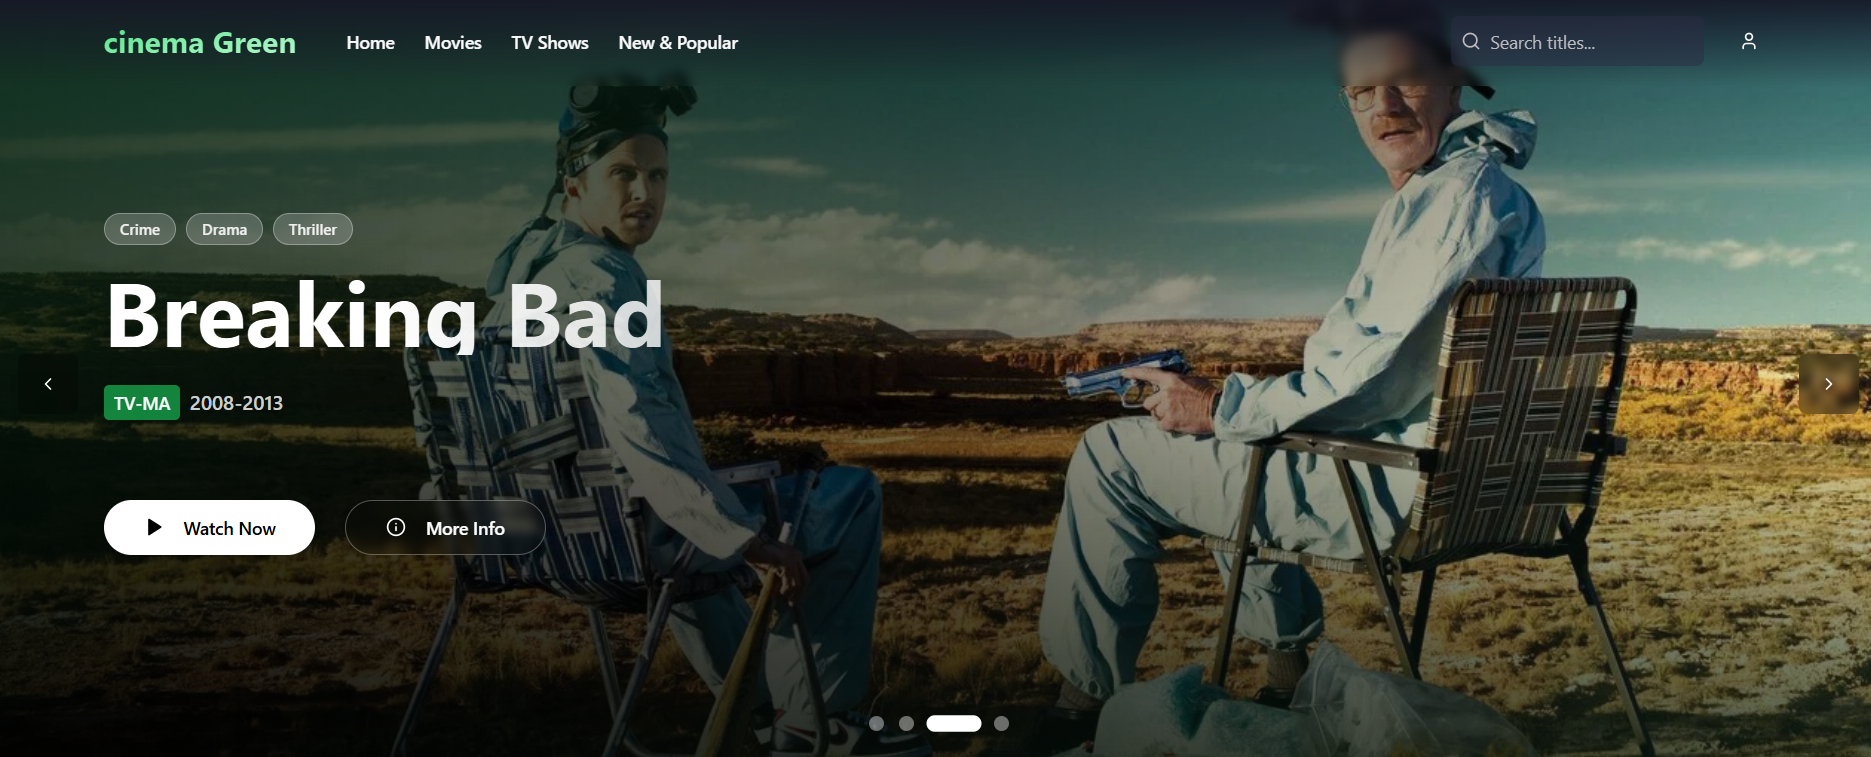 cinema Green
Home
Movies
TV Shows
New & Popular
Search titles...
Crime
Drama
Thriller
Breaking Bad
TV-MA
2008-2013
Watch Now
More Info